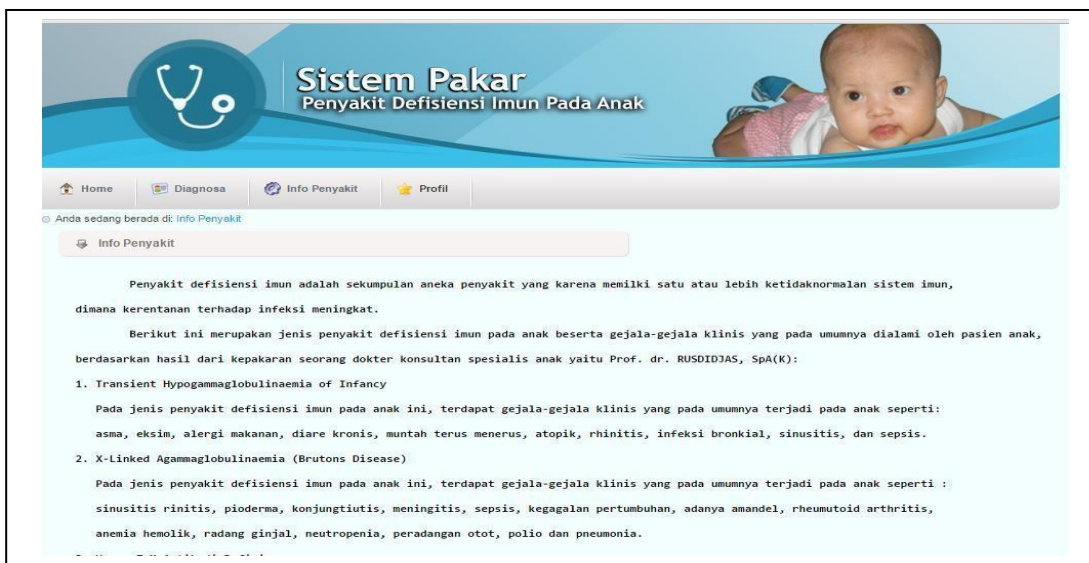 Sistem Pakar
Penyakit Defisiensi Imun Pada Anak
Home Diagnosa Info Penyakit Profil
Anda sedang berada di: Info Penyakit
Info Penyakit
Penyakit defisiensi imun adalah sekumpulan aneka penyakit yang karena memilki satu atau lebih ketidaknormalan sistem imun,
dimana kerentanan terhadap infeksi meningkat.
Berikut ini merupakan jenis penyakit defisiensi imun pada anak beserta gejala-gejala klinis yang pada umumnya dialami oleh pasien anak,
berdasarkan hasil dari kepakaran seorang dokter konsultan spesialis anak yaitu Prof. dr. RUSDIDJAS, SpA(K):
1. Transient Hypogammaglobulinaemia of Infancy
Pada jenis penyakit defisiensi imun pada anak ini, terdapat gejala-gejala klinis yang pada umumnya terjadi pada anak seperti:
asma, eksim, alergi makanan, diare kronis, muntah terus menerus, atopik, rhinitis, infeksi bronkial, sinusitis, dan sepsis.
2. X-Linked Agammaglobulinaemia (Brutons Disease)
Pada jenis penyakit defisiensi imun pada anak ini, terdapat gejala-gejala klinis yang pada umumnya terjadi pada anak seperti :
sinusitis rinitis, pioderma, konjungtiutis, meningitis, sepsis, kegagalan pertumbuhan, adanya amandel, rheumutoid arthritis,
anemia hemolik, radang ginjal, neutropenia, peradangan otot, polio dan pneumonia.